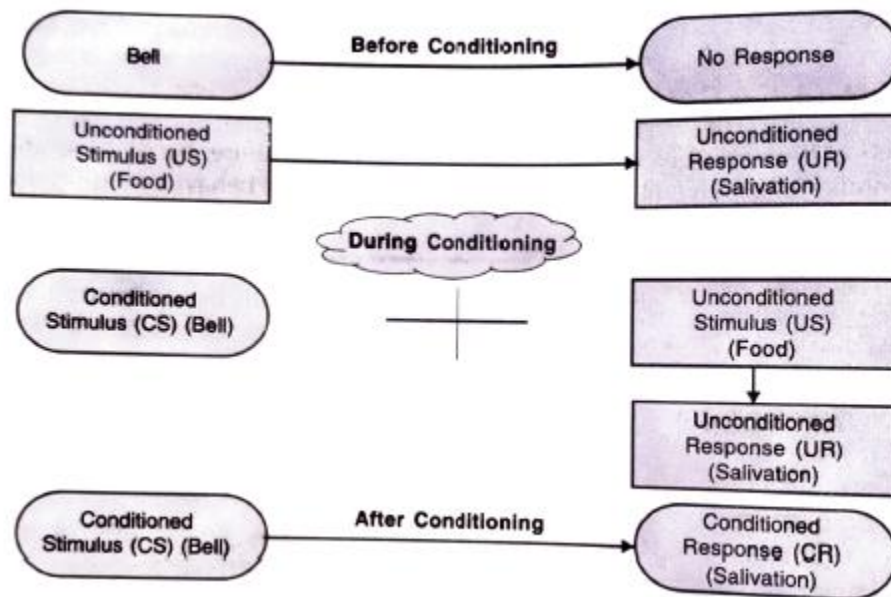 Bell
Before Conditioning
No Response
Unconditioned
Stimulus (US)
(Food)
Unconditioned
Response (UR)
(Salivation)
During Conditioning
Conditioned
Stimulus (CS) (Bell)
Unconditioned
Stimulus (US)
(Food)
Unconditioned
Response (UR)
(Salivation)
Conditioned
Stimulus (CS) (Bell)
After Conditioning
Conditioned
Response (CR)
(Salivation)